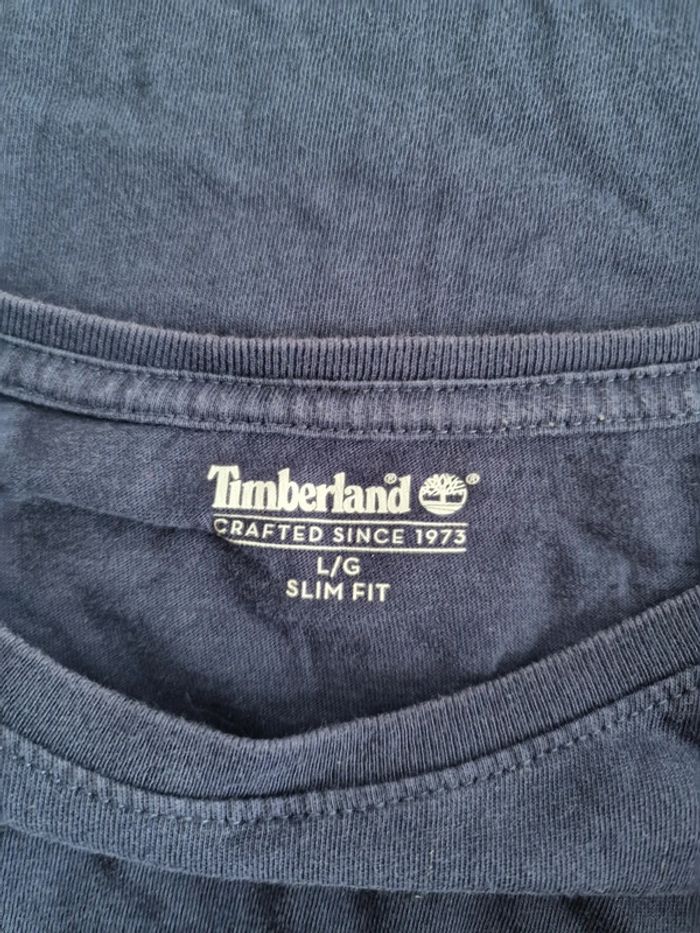 Timberland® ®
CRAFTED SINCE 1973
L/G
SLIM FIT